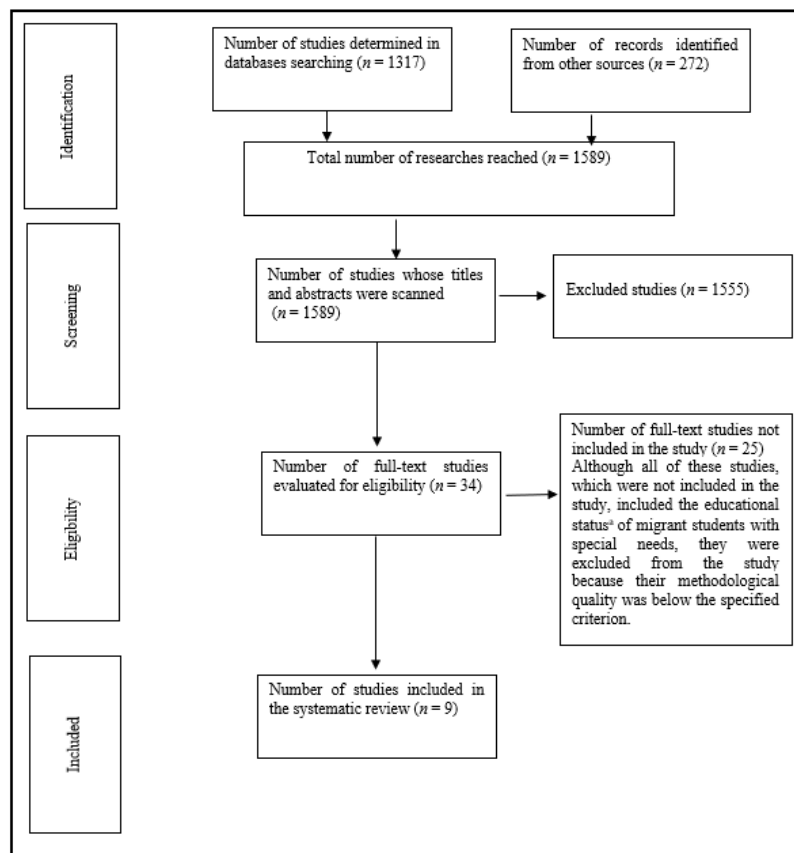 Identification
Number of studies determined in
databases searching (n = 1317)
Number of records identified
from other sources (n = 272)
Total number of researches reached (n = 1589)
Screening
Number of studies whose titles
and abstracts were scanned
(n = 1589)
Excluded studies (n = 1555)
Eligibility
Number of full-text studies
evaluated for eligibility (n = 34)
Number of full-text studies not
included in the study (n = 25)
Although all of these studies,
which were not included in the
study, included the educational
statusᵃ of migrant students with
special needs, they were
excluded from the study
because their methodological
quality was below the specified
criterion.
Included
Number of studies included in
the systematic review (n = 9)